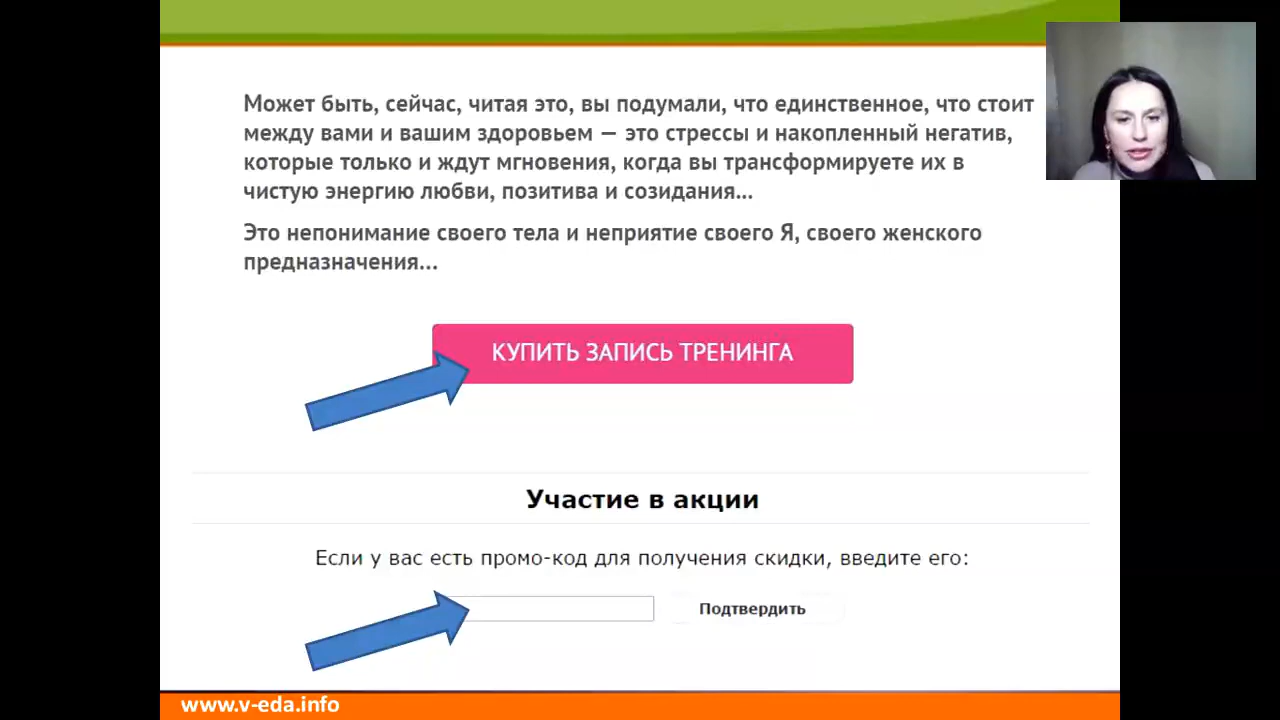 Может быть, сейчас, читая это, вы подумали, что единственное, что стоит
между вами и вашим здоровьем — это стрессы и накопленный негатив,
которые только и ждут мгновения, когда вы трансформируете их в
чистую энергию любви, позитива и созидания...
Это непонимание своего тела и неприятие своего Я, своего женского
предназначения...
КУПИТЬ ЗАПИСЬ ТРЕНИНГА
Участие в акции
Если у вас есть промо-код для получения скидки, введите его:
Подтвердить
www.v-eda.info